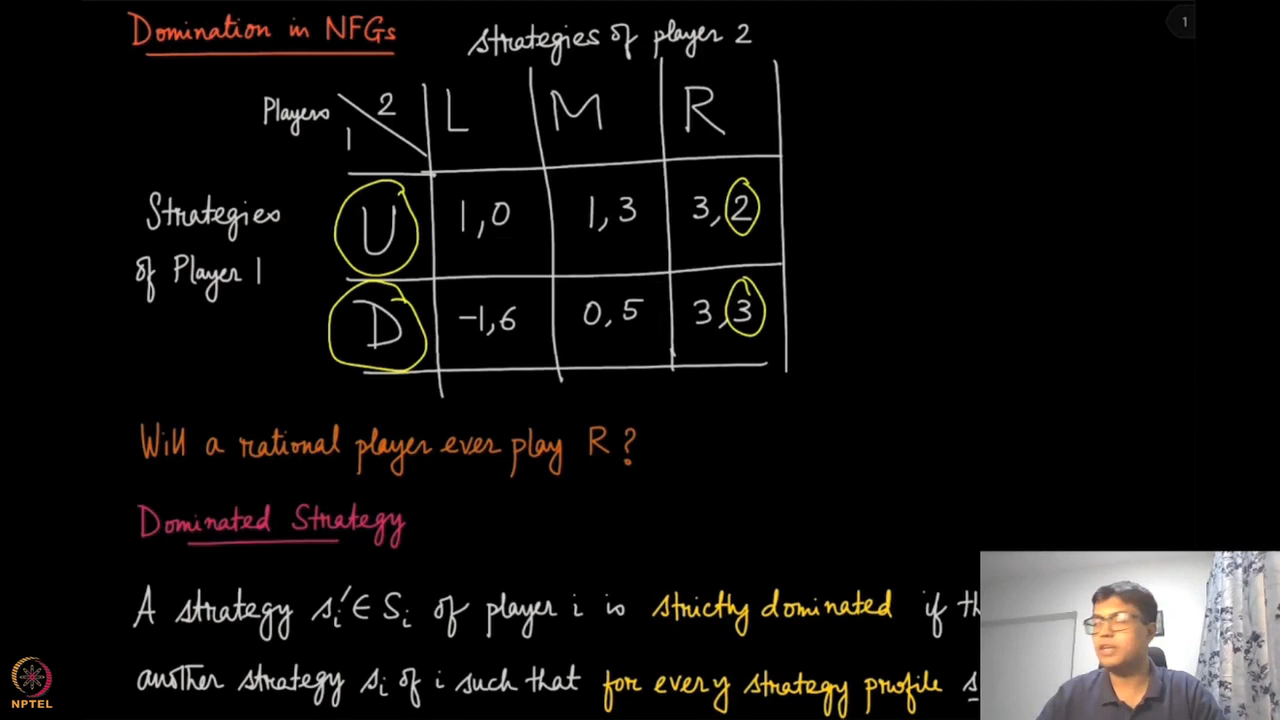 Domination in NFGs
Strategies of player 2
1
Players 1 2 L M R
Strategies of Player 1
U 1,0 1,3 3,2
D -1,6 0,5 3,3
Will a rational player ever play R?
Dominated Strategy
A strategy si' ∈ Si of player i is strictly dominated if
another strategy si of i such that for every strategy profile
NPTEL